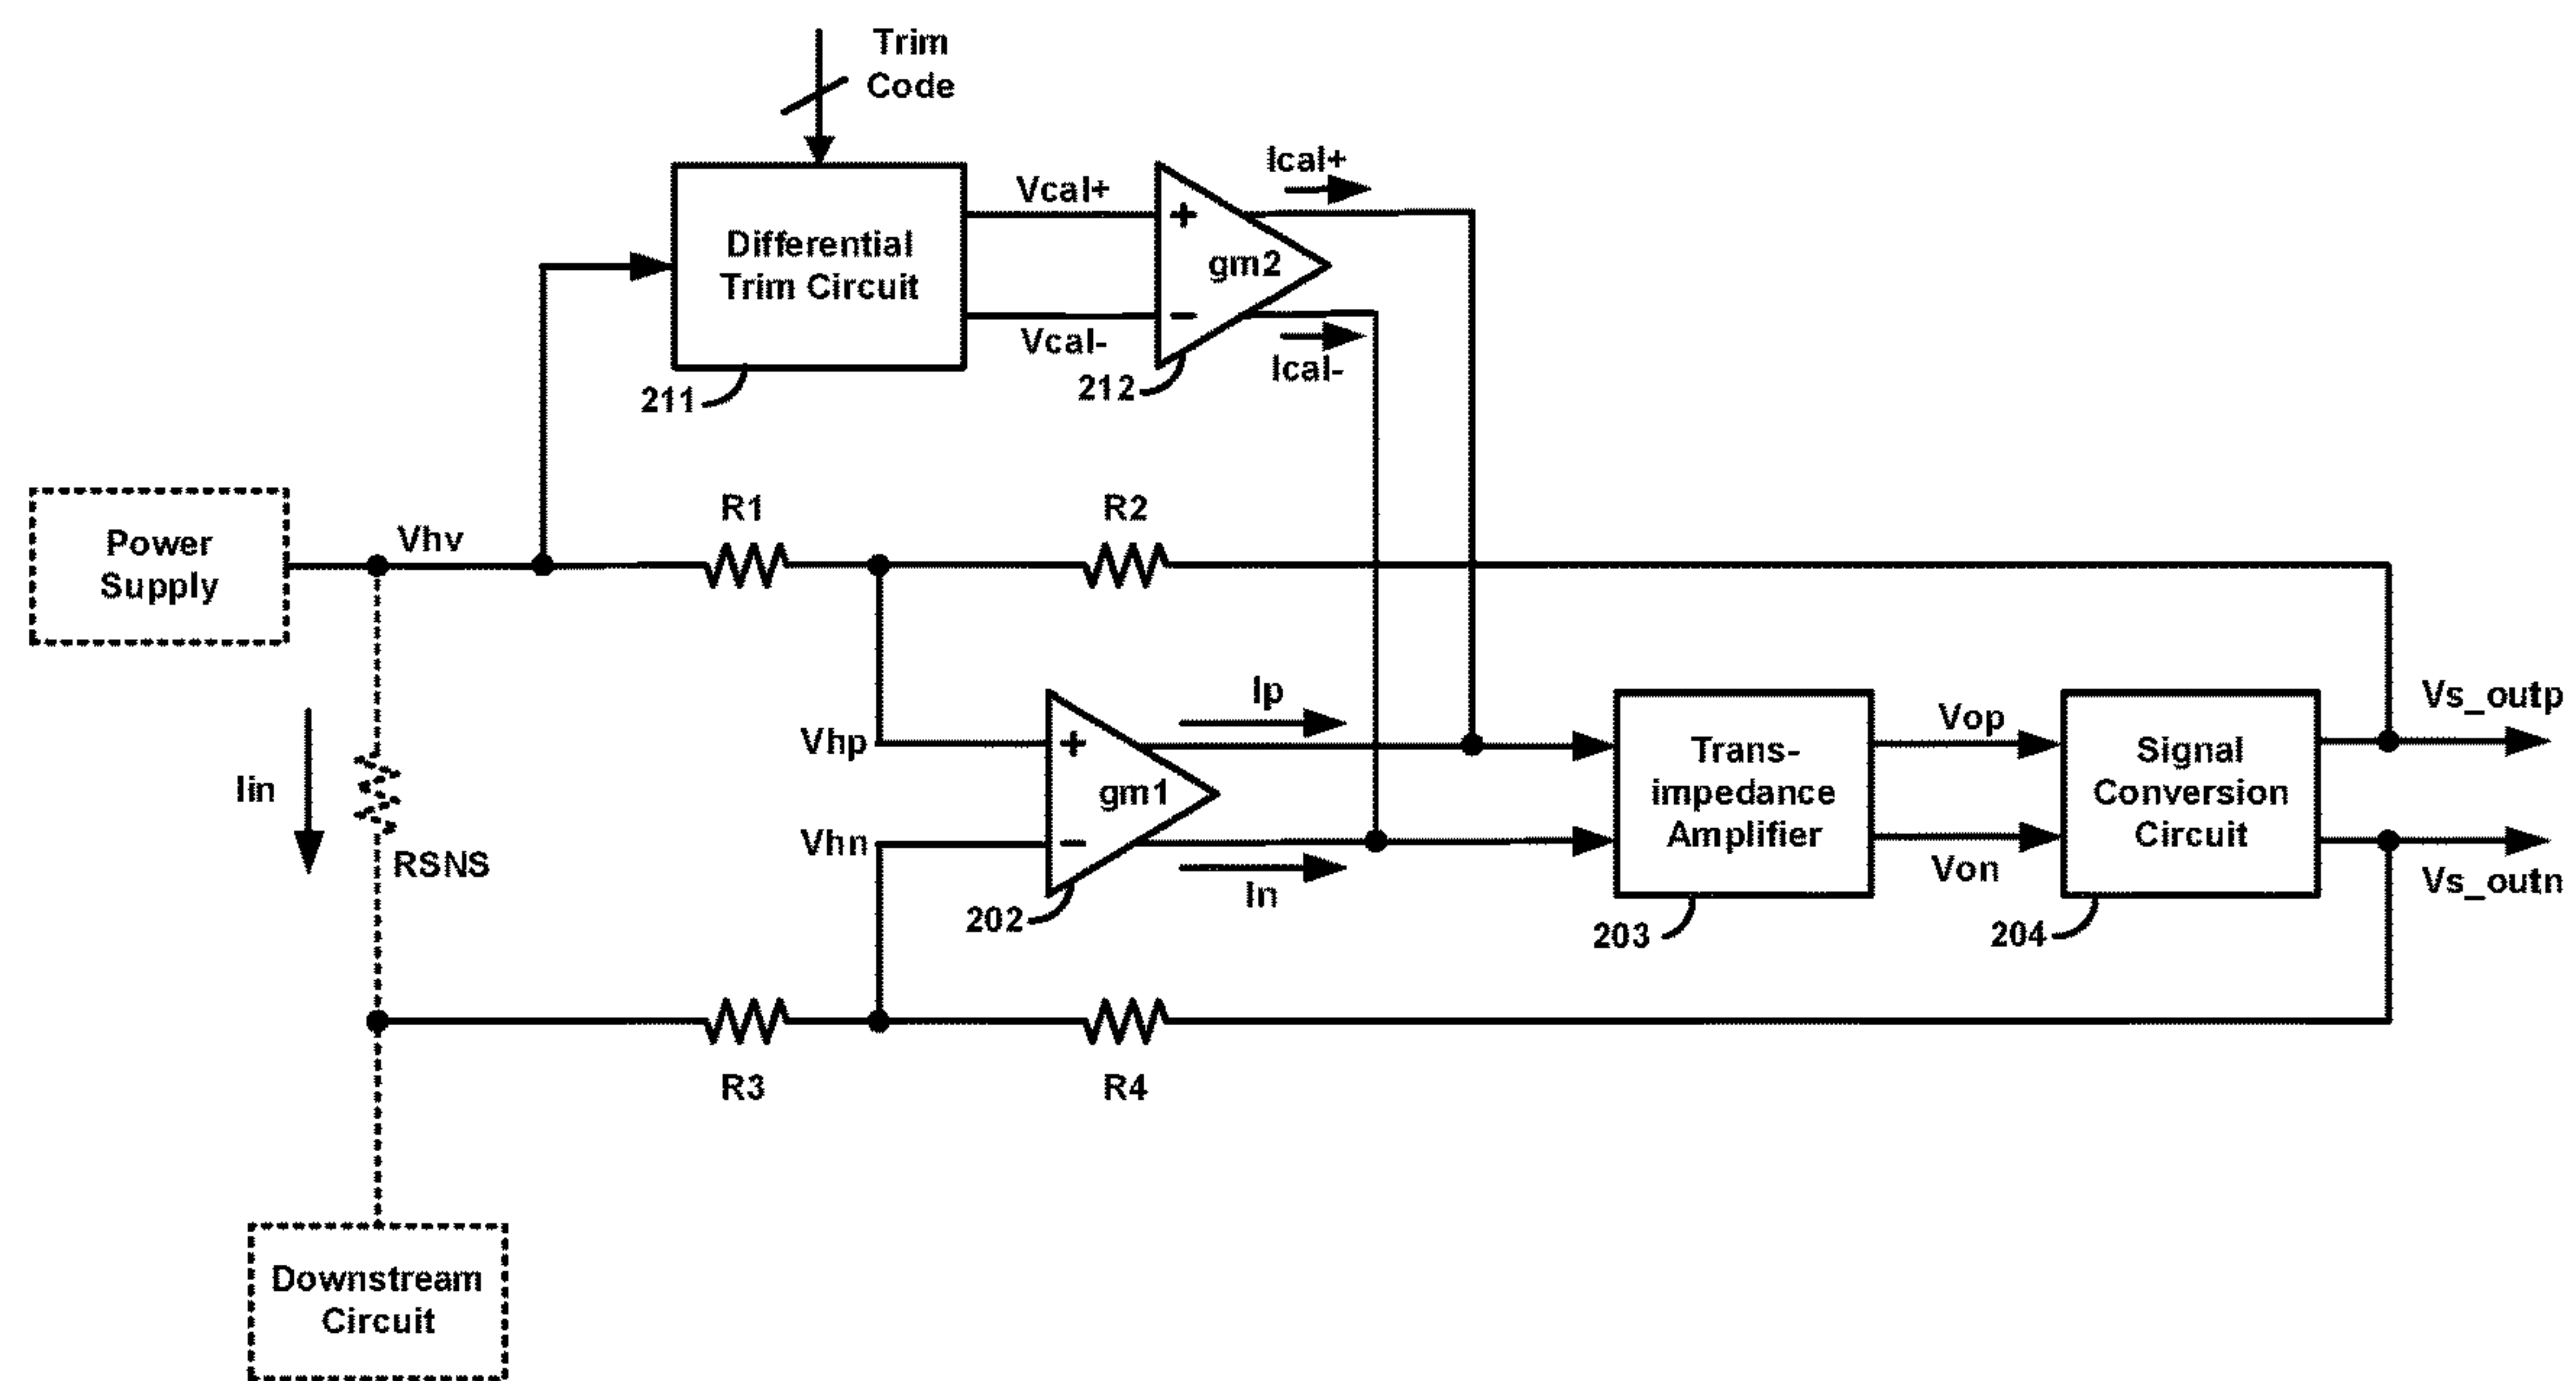 Trim
Code
Ical+
Vcal+
Differential
Trim Circuit
+
gm2
−
Vcal-
Ical-
211
212
Power
Supply
Vhv
R1
R2
Iin
RSNS
Vhp
Vhn
+
gm1
−
Ip
In
202
Trans-
impedance
Amplifier
203
Vop
Von
Signal
Conversion
Circuit
204
Vs_outp
Vs_outn
R3
R4
Downstream
Circuit